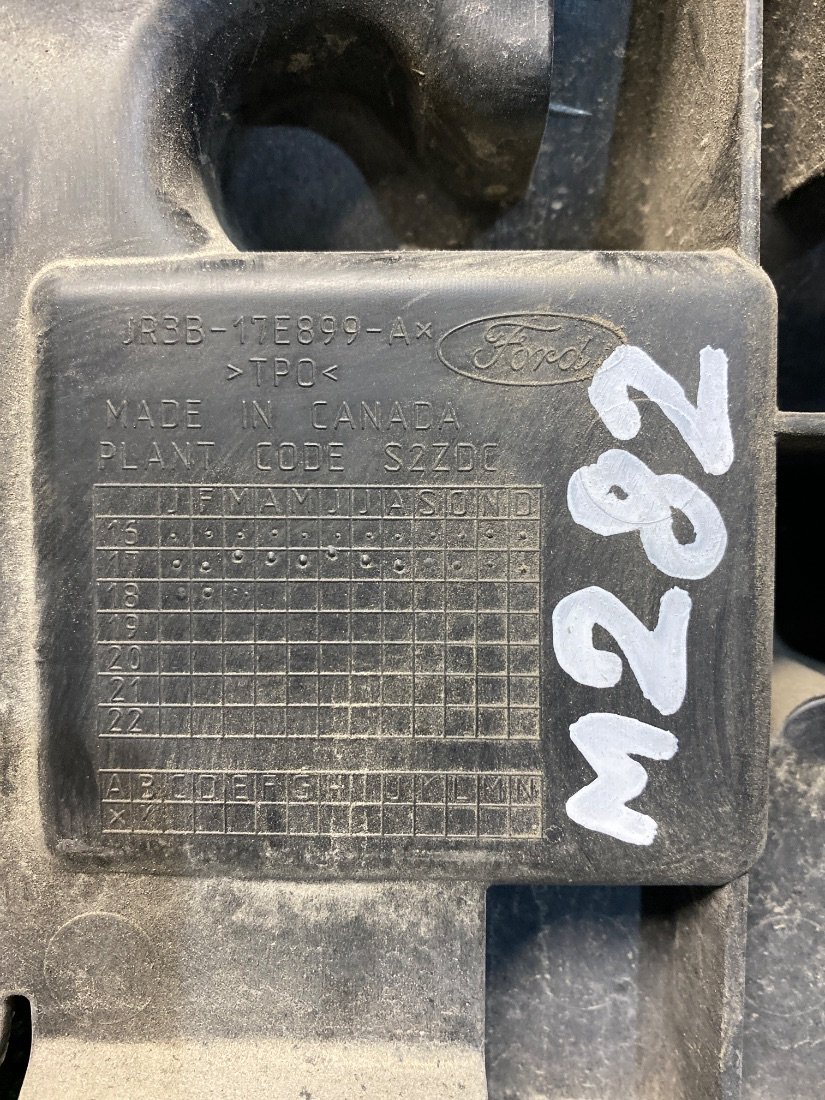 JR3B-17E899-A×
Ford
>TPO<
MADE IN CANADA
PLANT CODE S2ZDC
J F M A M J J A S O N D
16
17
18
19
20
21
22
A B C D E F G H I J K L M N
M282